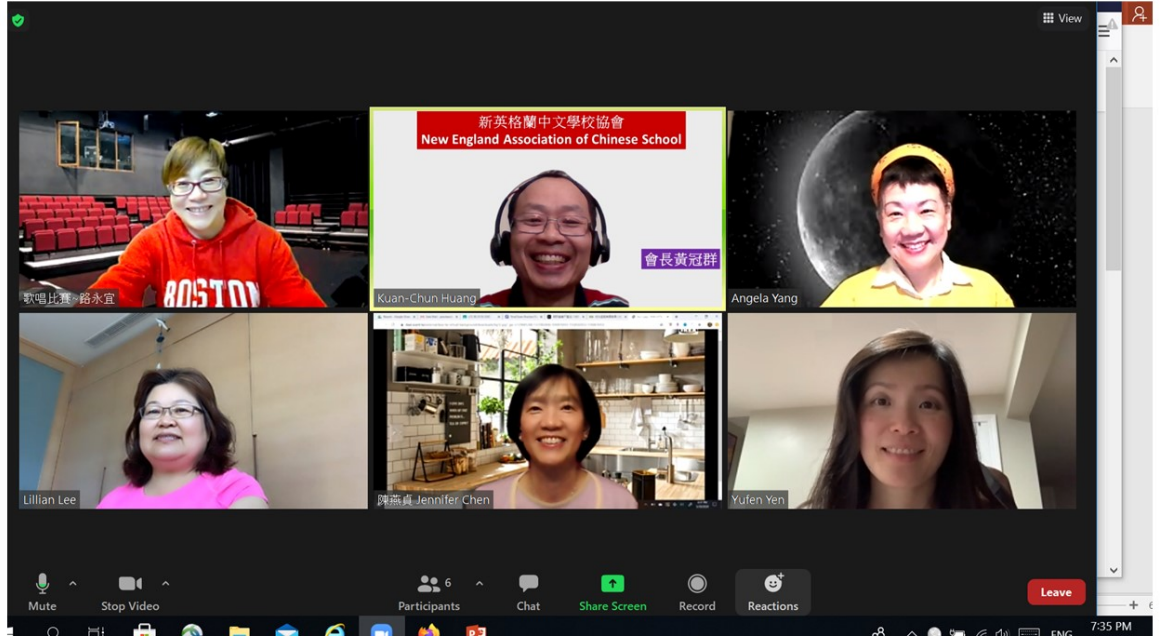 View
新英格蘭中文學校協會
New England Association of Chinese School
BOSTON
會長黃冠群
歌唱比賽~路永宜
Kuan-Chun Huang
Angela Yang
Lillian Lee
陳燕貞 Jennifer Chen
Yufen Yen
6
Mute
Stop Video
Participants
Chat
Share Screen
Record
Reactions
Leave
ENG
7:35 PM